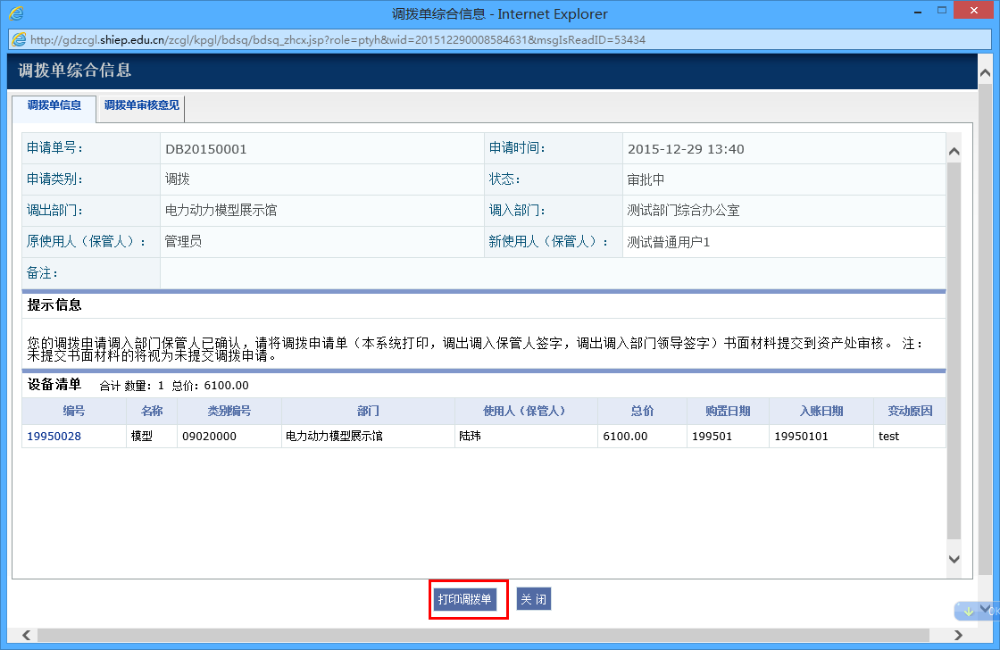 调拨单综合信息 - Internet Explorer
http://gdzcgl.shiep.edu.cn/zcgl/kpgl/bdsq/bdsq_zhcx.jsp?role=ptyh&wid=201512290008584631&msgIsReadID=53434
调拨单综合信息
调拨单信息 调拨单审核意见
申请单号： DB20150001 申请时间： 2015-12-29 13:40
申请类别： 调拨 状态： 审批中
调出部门： 电力动力模型展示馆 调入部门： 测试部门综合办公室
原使用人（保管人）： 管理员 新使用人（保管人）： 测试普通用户1
备注：
提示信息
您的调拨申请调入部门保管人已确认，请将调拨申请单（本系统打印，调出调入保管人签字，调出调入部门领导签字）书面材料提交到资产处审核。 注：
未提交书面材料的将视为未提交调拨申请。
设备清单 合计 数量：1 总价：6100.00
编号 名称 类别编号 部门 使用人（保管人） 总价 购置日期 入账日期 变动原因
19950028 模型 09020000 电力动力模型展示馆 陆玮 6100.00 199501 19950101 test
打印调拨单 关 闭